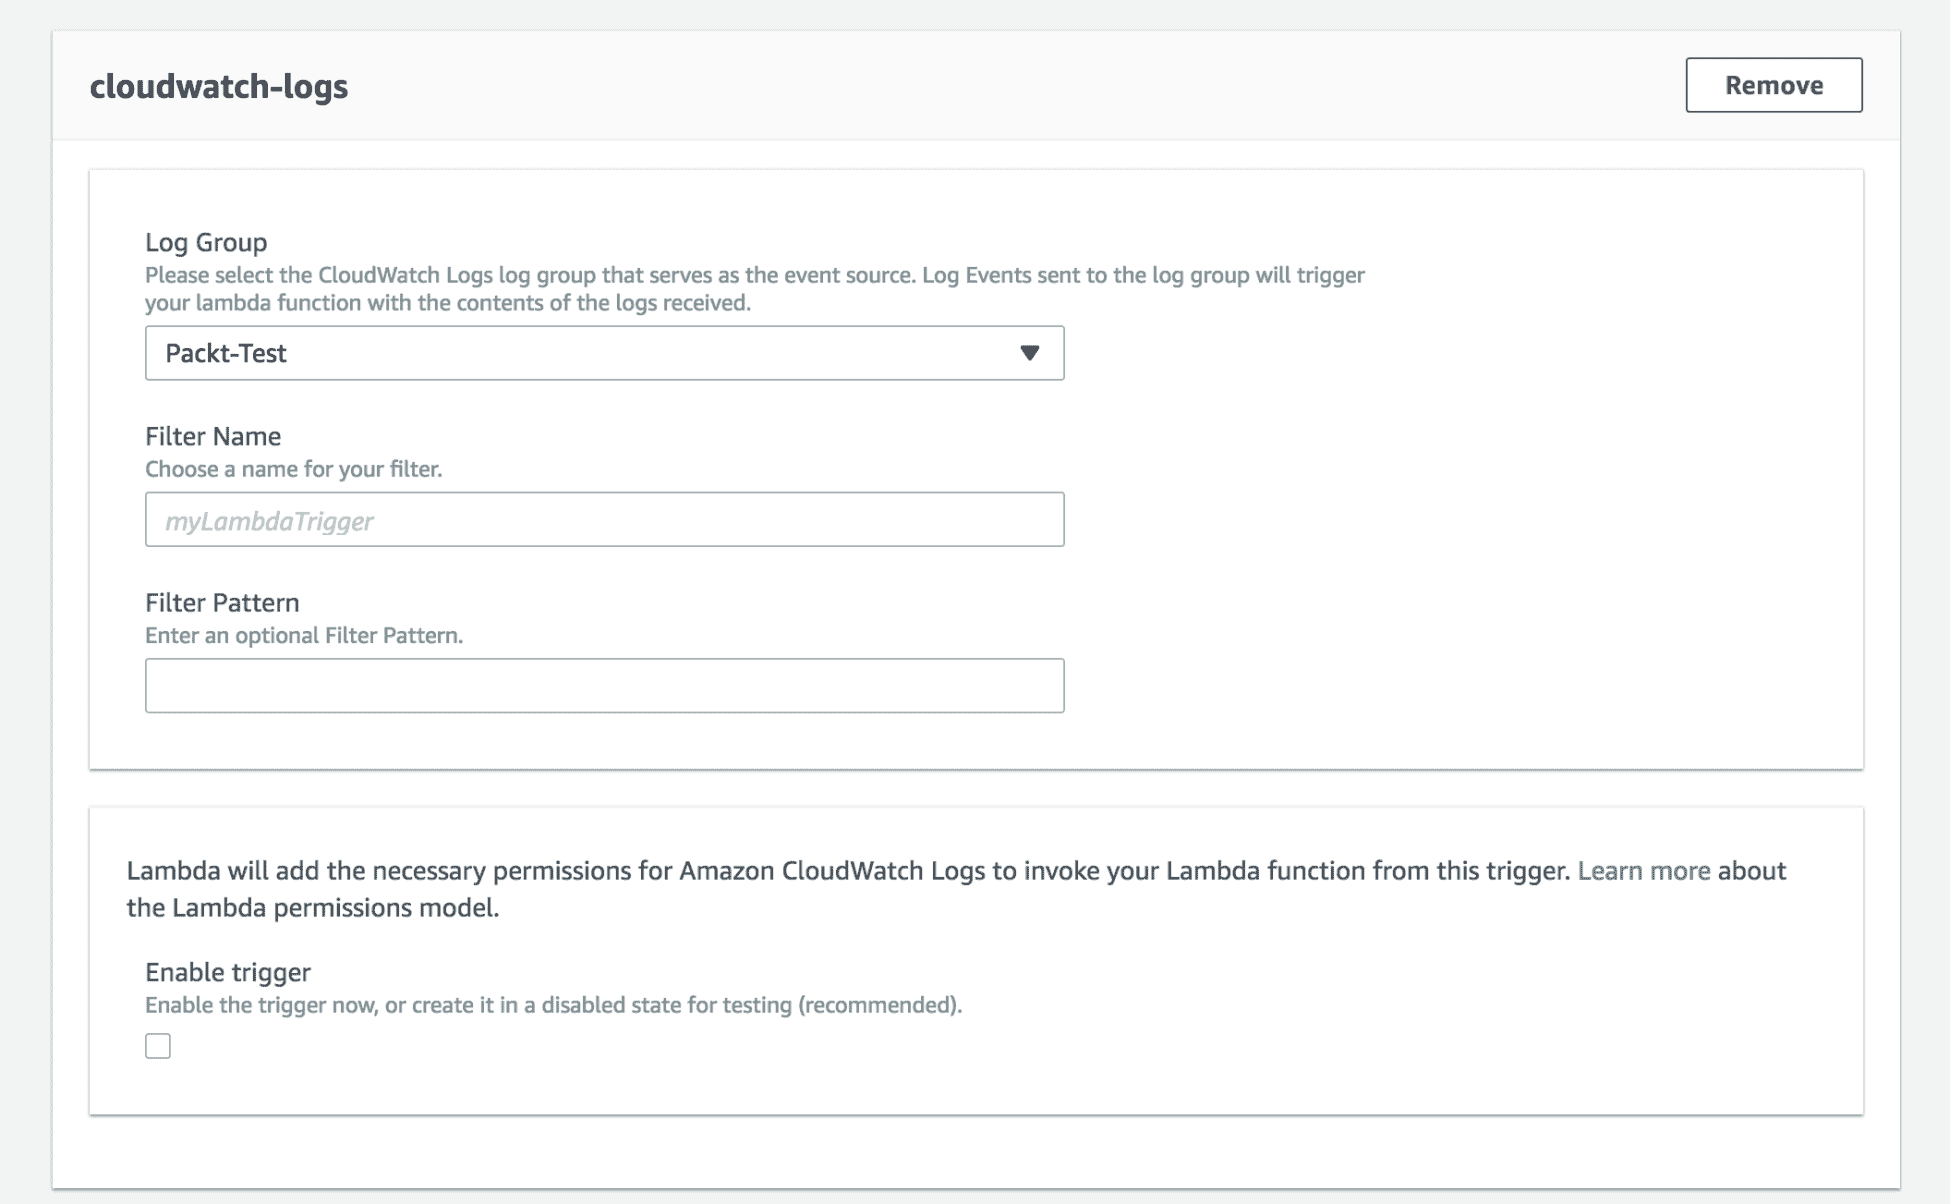 cloudwatch-logs
Remove
Log Group
Please select the CloudWatch Logs log group that serves as the event source. Log Events sent to the log group will trigger
your lambda function with the contents of the logs received.
Packt-Test
Filter Name
Choose a name for your filter.
myLambdaTrigger
Filter Pattern
Enter an optional Filter Pattern.
Lambda will add the necessary permissions for Amazon CloudWatch Logs to invoke your Lambda function from this trigger. Learn more about
the Lambda permissions model.
Enable trigger
Enable the trigger now, or create it in a disabled state for testing (recommended).